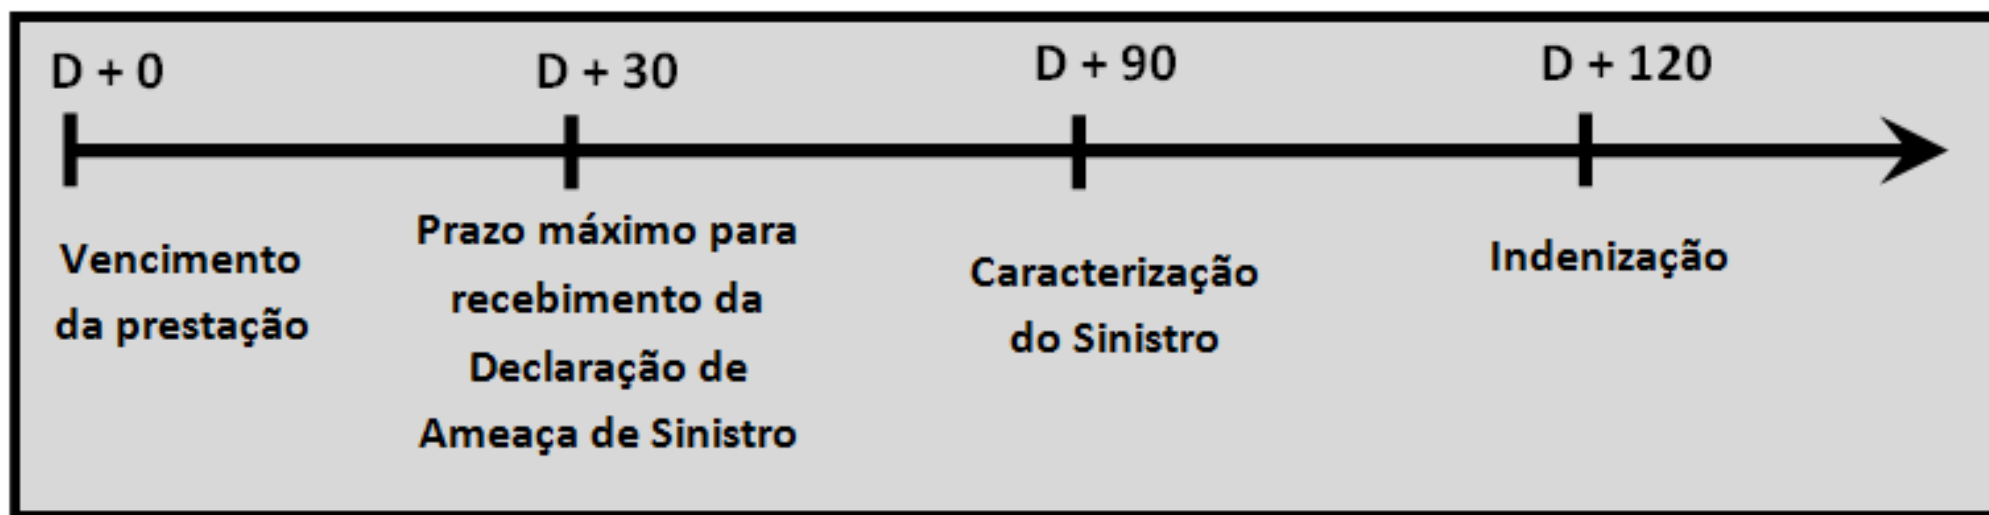 D + 0
D + 30
D + 90
D + 120
Vencimento
da prestação
Prazo máximo para
recebimento da
Declaração de
Ameaça de Sinistro
Caracterização
do Sinistro
Indenização